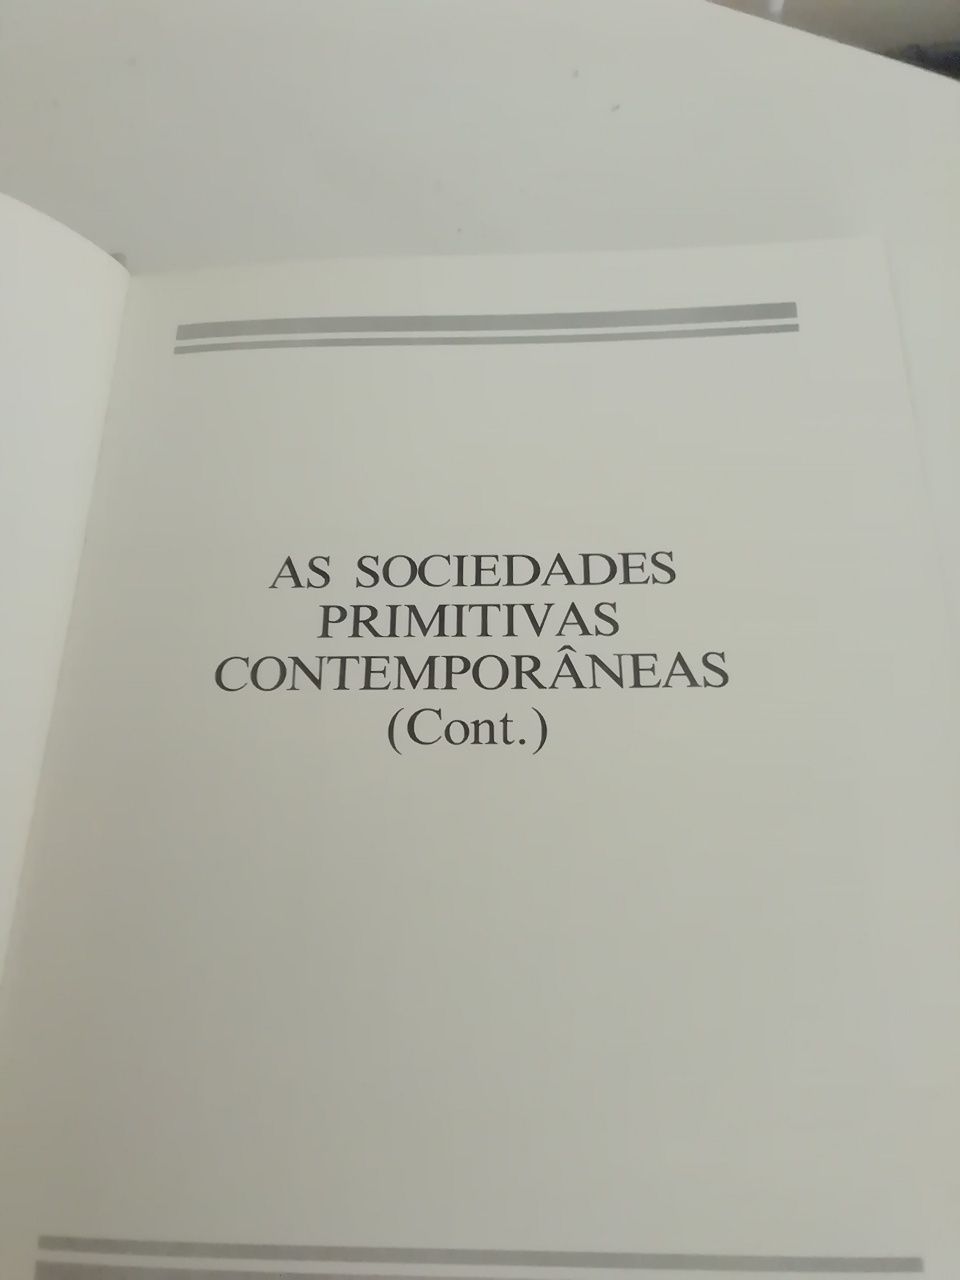 AS SOCIEDADES
PRIMITIVAS
CONTEMPORÂNEAS
(Cont.)